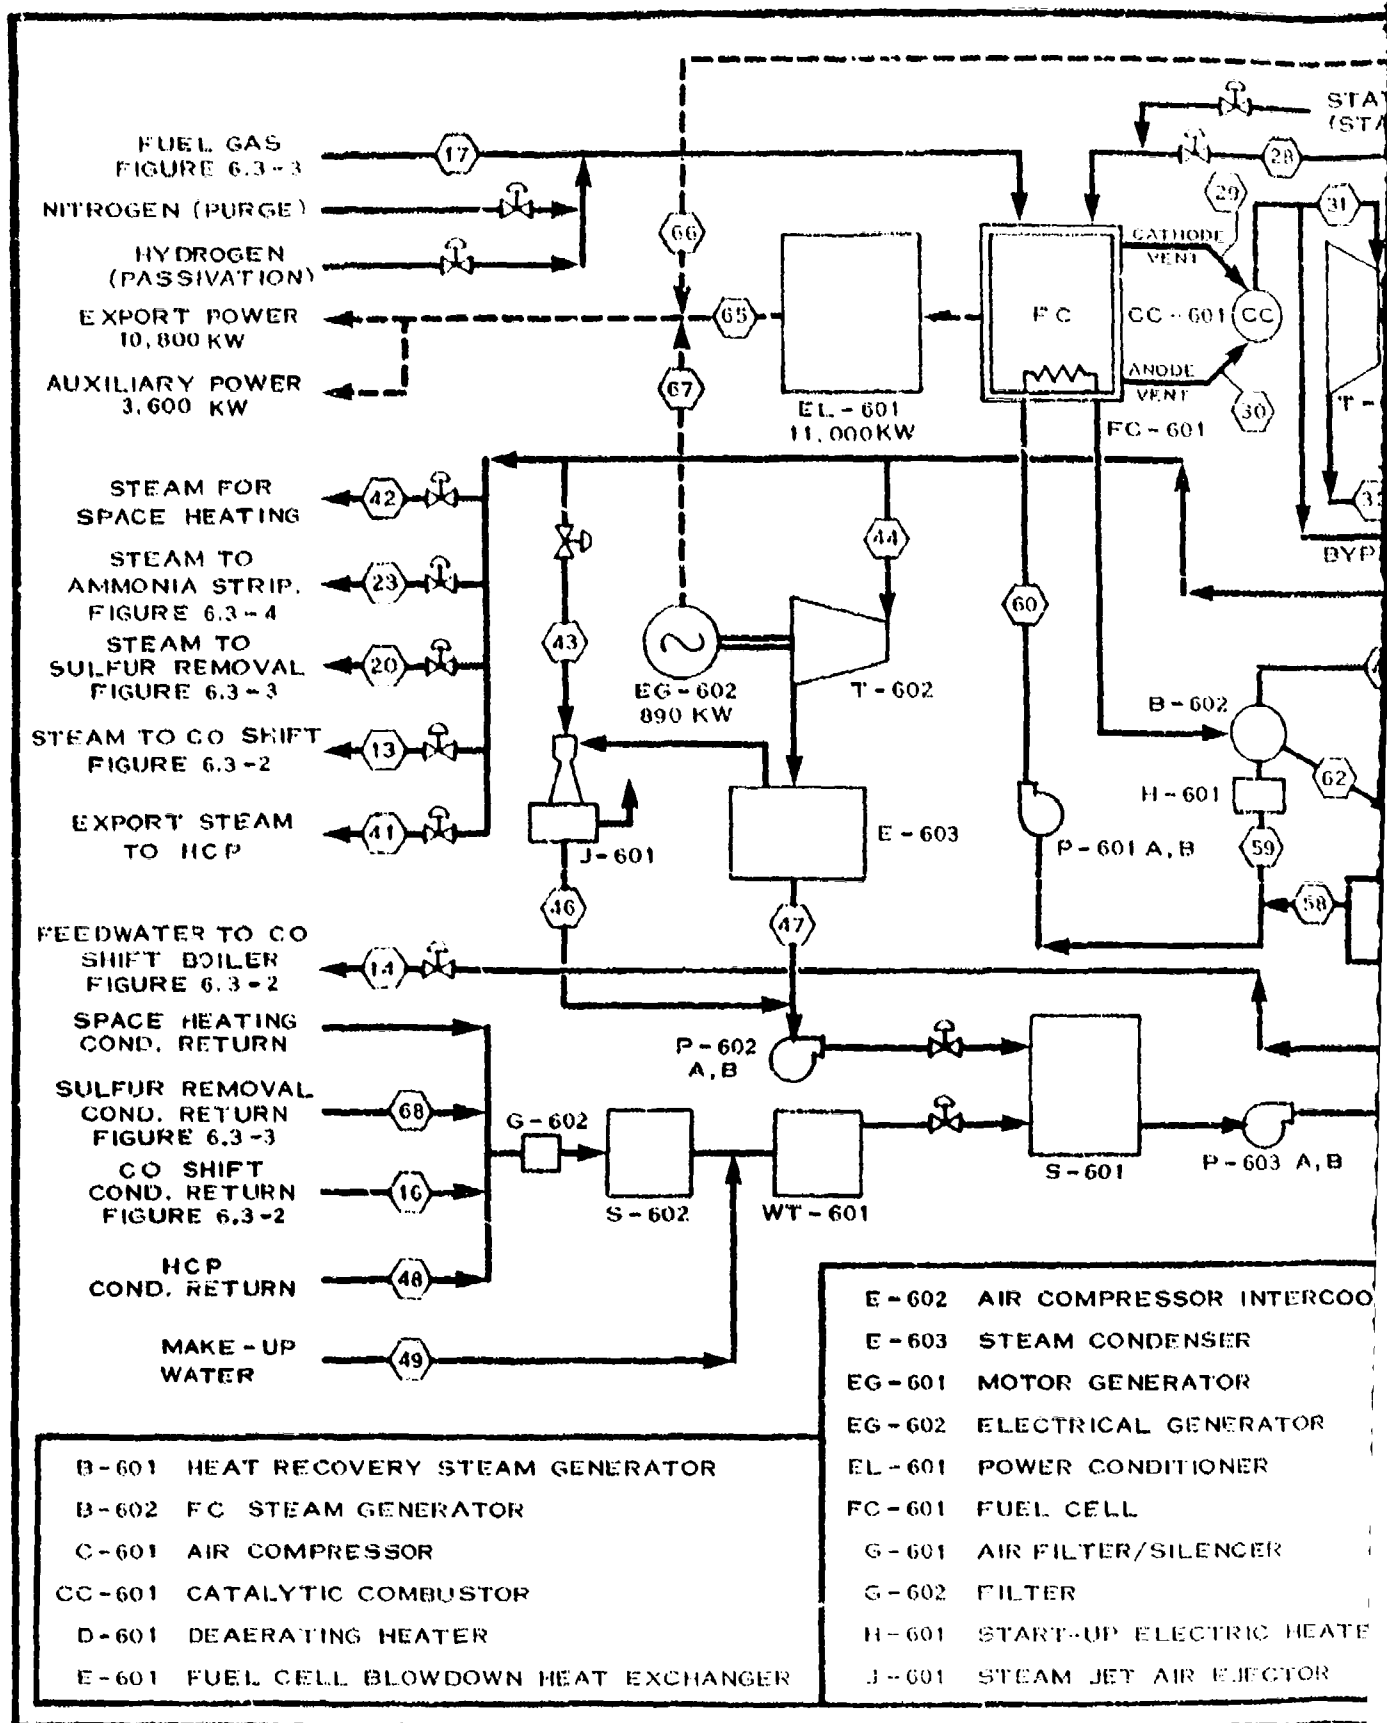 STAT
(STA
FUEL GAS
FIGURE 6.3-3
17
28
NITROGEN (PURGE)
29
31
HYDROGEN
(PASSIVATION)
66
CATHODE
VENT
EXPORT POWER
10,800 KW
65
FC
CC-601
CC
AUXILIARY POWER
3,600 KW
67
ANODE
VENT
30
T-
EL-601
11,000KW
FC-601
STEAM FOR
SPACE HEATING
42
44
BYP
STEAM TO
AMMONIA STRIP.
FIGURE 6.3-4
23
60
43
STEAM TO
SULFUR REMOVAL
FIGURE 6.3-3
20
EG-602
890 KW
T-602
B-602
STEAM TO CO SHIFT
FIGURE 6.3-2
13
62
H-601
EXPORT STEAM
TO HCP
41
J-601
E-603
P-601 A,B
59
46
47
58
FEEDWATER TO CO
SHIFT BOILER
FIGURE 6.3-2
14
SPACE HEATING
COND. RETURN
P-602
A,B
SULFUR REMOVAL
COND. RETURN
FIGURE 6.3-3
68
G-602
S-601
P-603 A,B
CO SHIFT
COND. RETURN
FIGURE 6.3-2
16
S-602
WT-601
HCP
COND. RETURN
48
MAKE-UP
WATER
49
E-602 AIR COMPRESSOR INTERCOO
E-603 STEAM CONDENSER
EG-601 MOTOR GENERATOR
EG-602 ELECTRICAL GENERATOR
EL-601 POWER CONDITIONER
FC-601 FUEL CELL
G-601 AIR FILTER/SILENCER
G-602 FILTER
H-601 START-UP ELECTRIC HEATE
J-601 STEAM JET AIR EJECTOR
B-601 HEAT RECOVERY STEAM GENERATOR
B-602 FC STEAM GENERATOR
C-601 AIR COMPRESSOR
CC-601 CATALYTIC COMBUSTOR
D-601 DEAERATING HEATER
E-601 FUEL CELL BLOWDOWN HEAT EXCHANGER